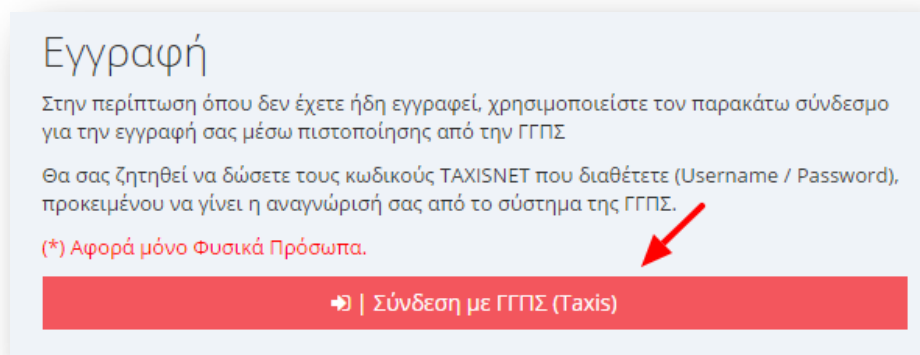 Εγγραφή
Στην περίπτωση όπου δεν έχετε ήδη εγγραφεί, χρησιμοποιείστε τον παρακάτω σύνδεσμο
για την εγγραφή σας μέσω πιστοποίησης από την ΓΓΠΣ
Θα σας ζητηθεί να δώσετε τους κωδικούς TAXISNET που διαθέτετε (Username / Password),
προκειμένου να γίνει η αναγνώρισή σας από το σύστημα της ΓΓΠΣ.
(*) Αφορά μόνο Φυσικά Πρόσωπα.
| Σύνδεση με ΓΓΠΣ (Taxis)